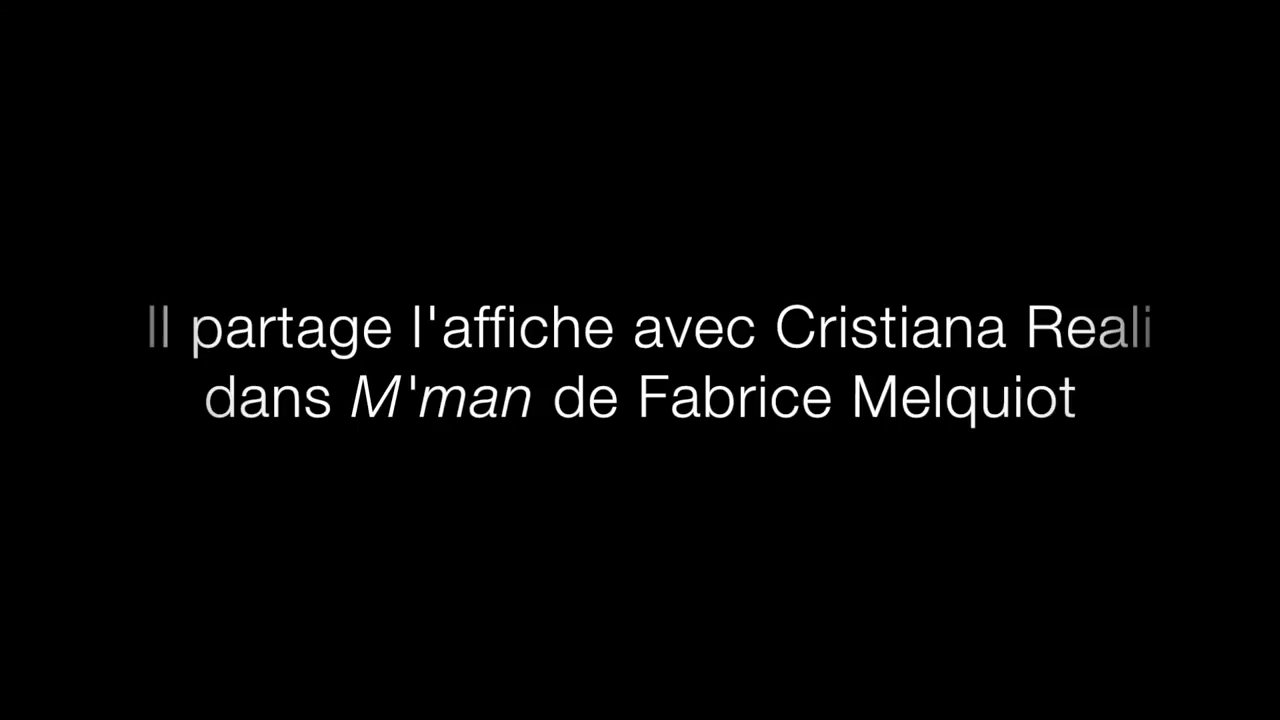 Il partage l'affiche avec Cristiana Reali
dans M'man de Fabrice Melquiot